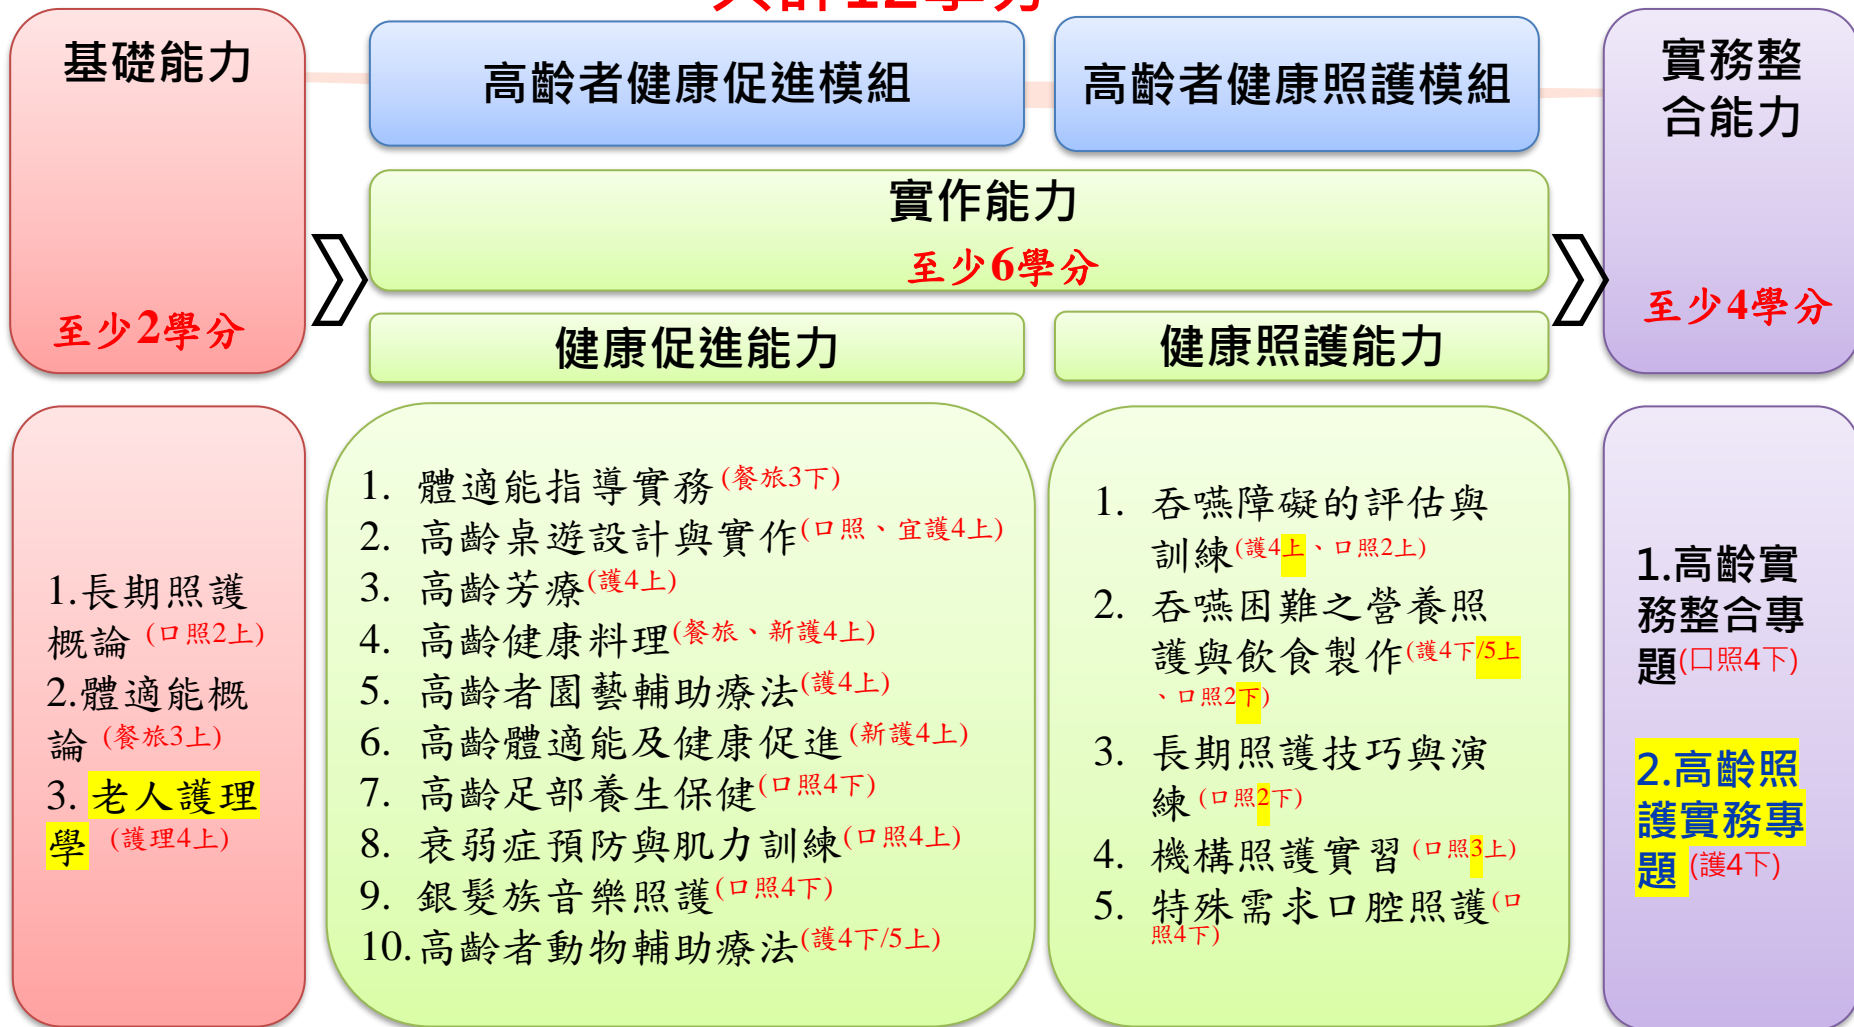 共計12學分
基礎能力
至少2學分
高齡者健康促進模組
高齡者健康照護模組
實作能力
至少6學分
健康促進能力
健康照護能力
實務整
合能力
至少4學分
1.長期照護
概論 (口照2上)
2.體適能概
論 (餐旅3上)
3. 老人護理
學 (護理4上)
1. 體適能指導實務(餐旅3下)
2. 高齡桌遊設計與實作(口照、宜護4上)
3. 高齡芳療(護4上)
4. 高齡健康料理(餐旅、新護4上)
5. 高齡者園藝輔助療法(護4上)
6. 高齡體適能及健康促進(新護4上)
7. 高齡足部養生保健(口照4下)
8. 衰弱症預防與肌力訓練(口照4上)
9. 銀髮族音樂照護(口照4下)
10.高齡者動物輔助療法(護4下/5上)
1. 吞嚥障礙的評估與
訓練(護4上、口照2上)
2. 吞嚥困難之營養照
護與飲食製作(護4下/5上
、口照2下)
3. 長期照護技巧與演
練(口照2下)
4. 機構照護實習(口照3上)
5. 特殊需求口腔照護(口
照4下)
1.高齡實
務整合專
題(口照4下)
2.高齡照
護實務專
題 (護4下)